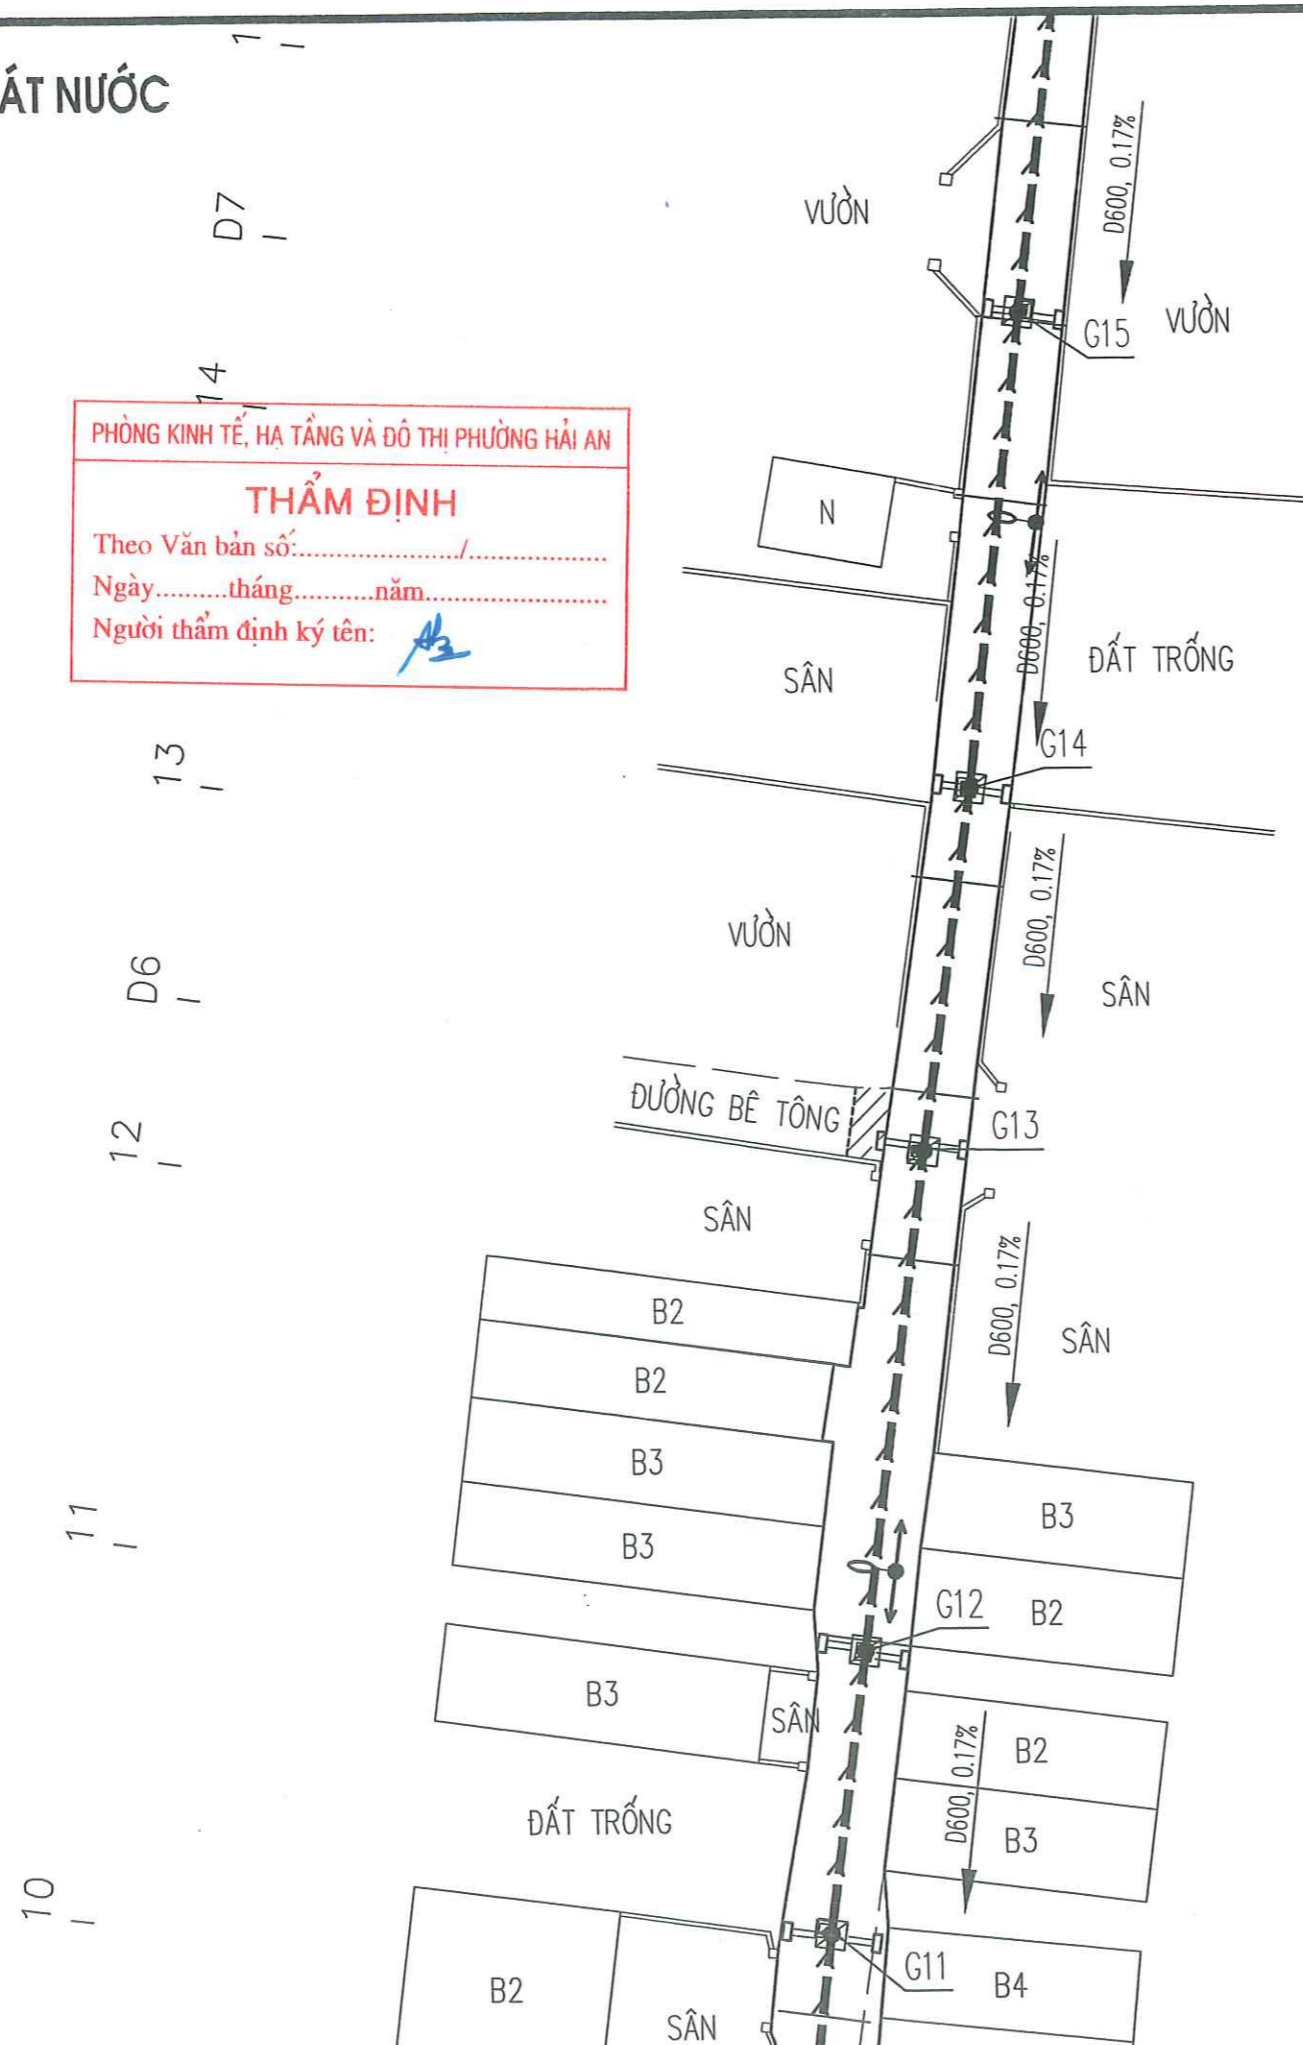 ÁT NƯỚC
1
D7
14
PHÒNG KINH TẾ, HẠ TẦNG VÀ ĐÔ THỊ PHƯỜNG HẢI AN
THẨM ĐỊNH
Theo Văn bản số:...................../.....................
Ngày.........tháng..........năm.......................
Người thẩm định ký tên:
VƯỜN
D600, 0.17%
G15
VƯỜN
N
D600, 0.17%
ĐẤT TRỐNG
SÂN
G14
13
D600, 0.17%
VƯỜN
SÂN
D6
ĐƯỜNG BÊ TÔNG
G13
12
SÂN
D600, 0.17%
SÂN
B2
B2
B3
B3
11
B3
B2
G12
B3
SÂN
B2
D600, 0.17%
B3
ĐẤT TRỐNG
10
G11
B4
B2
SÂN